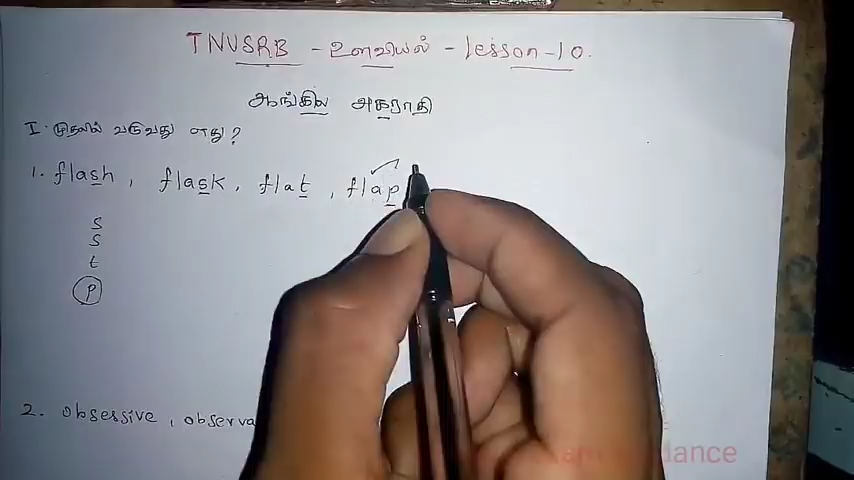 TNUSRB - உளவியல் - lesson - 10.
ஆங்கில அகராதி
I. முதலில் வருவது எது?
1. flash, flask, flat, flap
s
s
t
p
2. obsessive, observa
dance